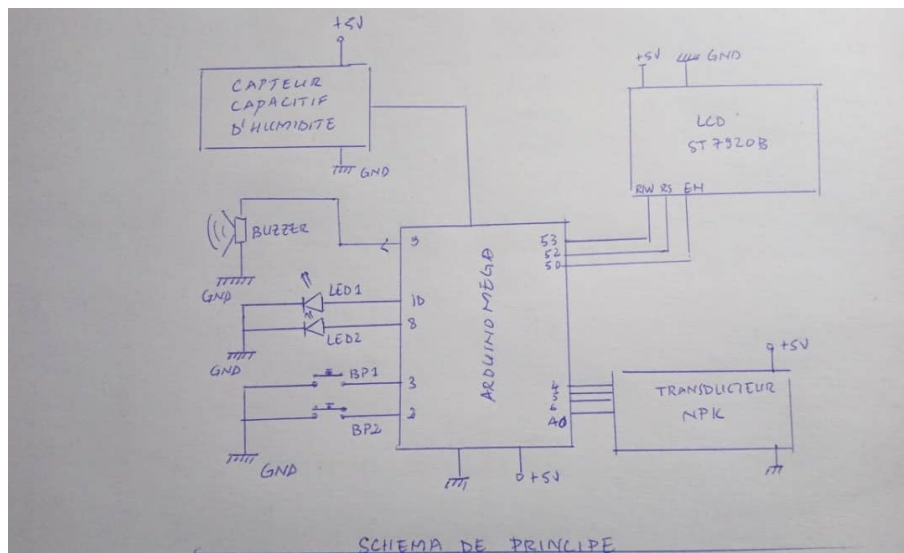 +5V
CAPTEUR
CAPACITIF
D'HUMIDITE
GND
+5V
GND
LCD
ST7920B
R/W RS EN
BUZZER
GND
9
53
52
50
LED1
10
LED2
8
GND
BP1
3
BP2
2
GND
ARDUINO MEGA
4
5
6
A0
+5V
TRANSDUCTEUR
NPK
+5V
SCHEMA DE PRINCIPE